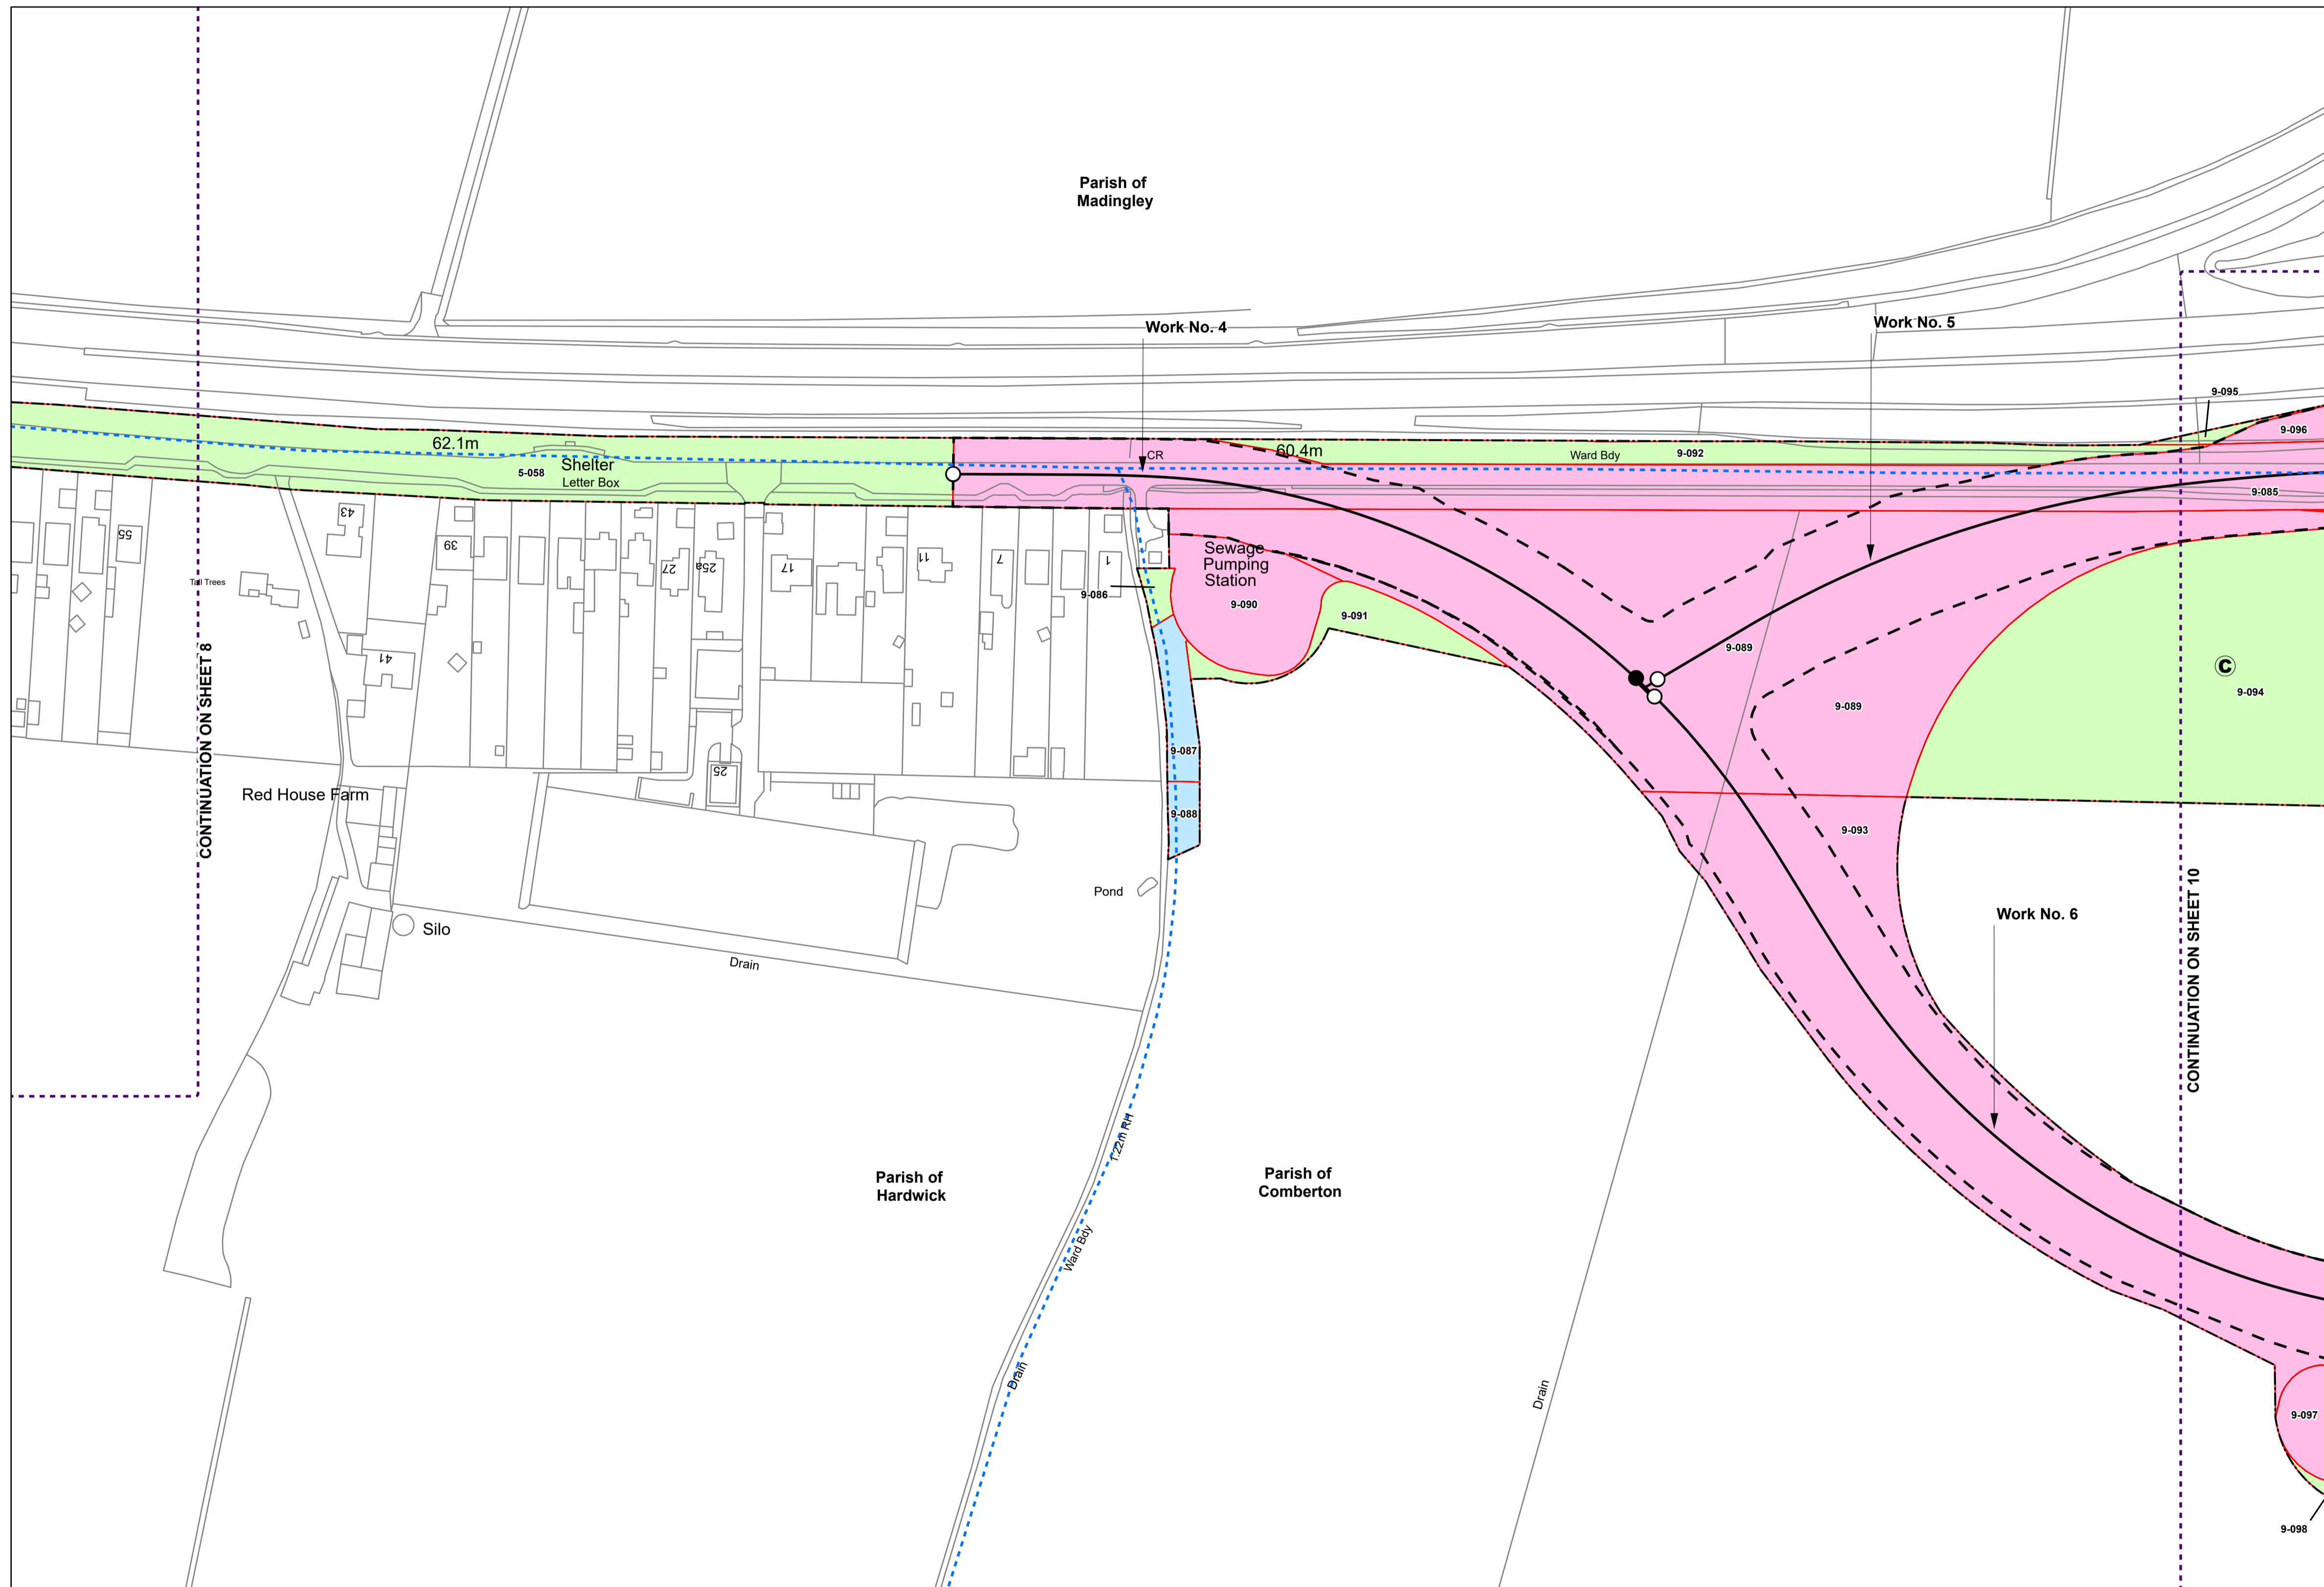 Parish of
Madingley
Work No. 4
Work No. 5
9-095
9-096
62.1m
60.4m
CR
Ward Bdy
9-092
5-058
Shelter
Letter Box
9-085
43
55
39
27
25a
17
11
7
1
Tall Trees
9-086
Sewage
Pumping
Station
9-090
9-091
9-089
C
9-094
41
9-089
CONTINUATION ON SHEET 8
9-087
25
Red House Farm
9-088
9-093
Pond
Silo
Work No. 6
Drain
CONTINUATION ON SHEET 10
1.22m RH
Parish of
Hardwick
Parish of
Comberton
Ward Bdy
Drain
Drain
9-097
9-098